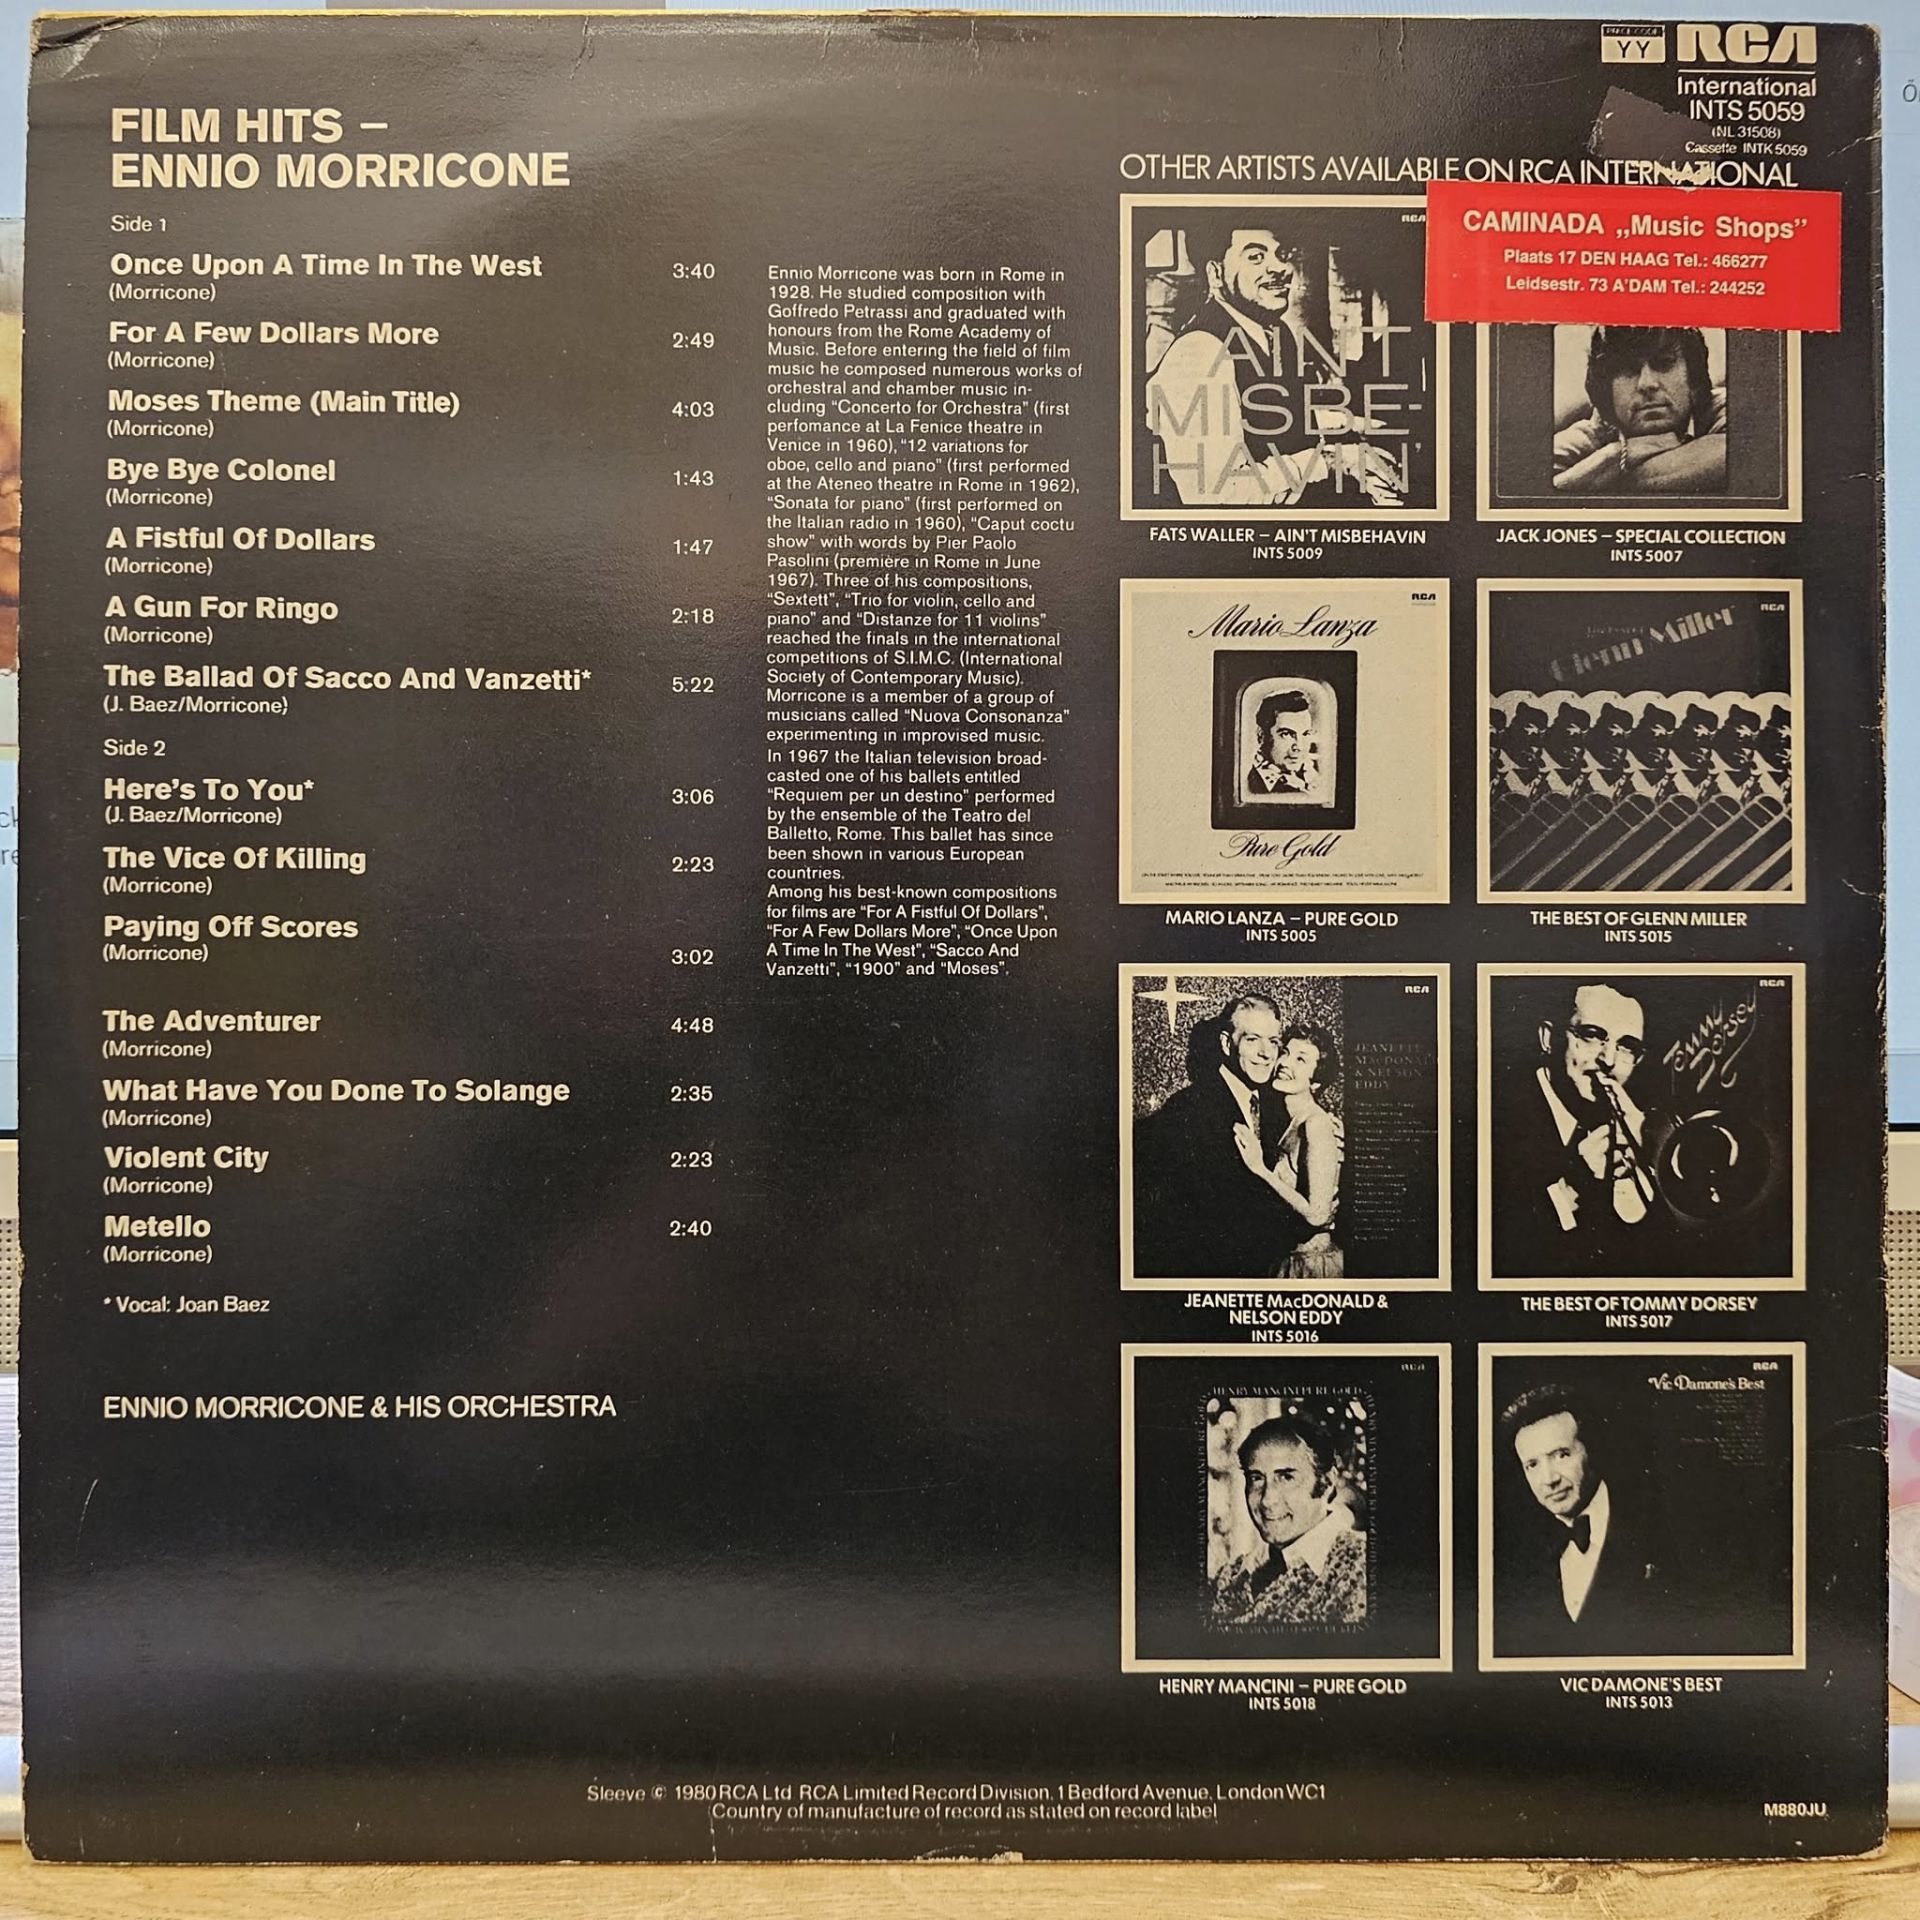 PRICE CODE
YY
RCA
International
INTS 5059
(NL 31508)
Cassette INTK 5059
FILM HITS –
ENNIO MORRICONE
Side 1
Once Upon A Time In The West 3:40
(Morricone)
For A Few Dollars More 2:49
(Morricone)
Moses Theme (Main Title) 4:03
(Morricone)
Bye Bye Colonel 1:43
(Morricone)
A Fistful Of Dollars 1:47
(Morricone)
A Gun For Ringo 2:18
(Morricone)
The Ballad Of Sacco And Vanzetti* 5:22
(J. Baez/Morricone)
Side 2
Here's To You* 3:06
(J. Baez/Morricone)
The Vice Of Killing 2:23
(Morricone)
Paying Off Scores
(Morricone) 3:02
The Adventurer 4:48
(Morricone)
What Have You Done To Solange 2:35
(Morricone)
Violent City 2:23
(Morricone)
Metello 2:40
(Morricone)
* Vocal: Joan Baez
ENNIO MORRICONE & HIS ORCHESTRA
Ennio Morricone was born in Rome in
1928. He studied composition with
Goffredo Petrassi and graduated with
honours from the Rome Academy of
Music. Before entering the field of film
music he composed numerous works of
orchestral and chamber music in-
cluding "Concerto for Orchestra" (first
perfomance at La Fenice theatre in
Venice in 1960), "12 variations for
oboe, cello and piano" (first performed
at the Ateneo theatre in Rome in 1962),
"Sonata for piano" (first performed on
the Italian radio in 1960), "Caput coctu
show" with words by Pier Paolo
Pasolini (première in Rome in June
1967). Three of his compositions,
"Sextett", "Trio for violin, cello and
piano" and "Distanze for 11 violins"
reached the finals in the international
competitions of S.I.M.C. (International
Society of Contemporary Music).
Morricone is a member of a group of
musicians called "Nuova Consonanza"
experimenting in improvised music.
In 1967 the Italian television broad-
casted one of his ballets entitled
"Requiem per un destino" performed
by the ensemble of the Teatro del
Balletto, Rome. This ballet has since
been shown in various European
countries.
Among his best-known compositions
for films are "For A Fistful Of Dollars",
"For A Few Dollars More", "Once Upon
A Time In The West", "Sacco And
Vanzetti", "1900" and "Moses".
OTHER ARTISTS AVAILABLE ON RCA INTERNATIONAL
CAMINADA „Music Shops"
Plaats 17 DEN HAAG Tel.: 466277
Leidsestr. 73 A'DAM Tel.: 244252
RCA
AIN'T
MISBE-
HAVIN'
FATS WALLER – AIN'T MISBEHAVIN
INTS 5009
JACK JONES – SPECIAL COLLECTION
INTS 5007
RCA
Mario Lanza
Pure Gold
MARIO LANZA – PURE GOLD
INTS 5005
RCA
Glenn Miller
THE BEST OF GLENN MILLER
INTS 5015
RCA
JEANETTE
MACDONALD
& NELSON
EDDY
JEANETTE MACDONALD &
NELSON EDDY
INTS 5016
RCA
Tommy Dorsey
THE BEST OF TOMMY DORSEY
INTS 5017
RCA
HENRY MANCINI PURE GOLD
HENRY MANCINI – PURE GOLD
INTS 5018
RCA
Vic Damone's Best
VIC DAMONE'S BEST
INTS 5013
Sleeve © 1980 RCA Ltd RCA Limited Record Division, 1 Bedford Avenue, London WC1
Country of manufacture of record as stated on record label
M880JU